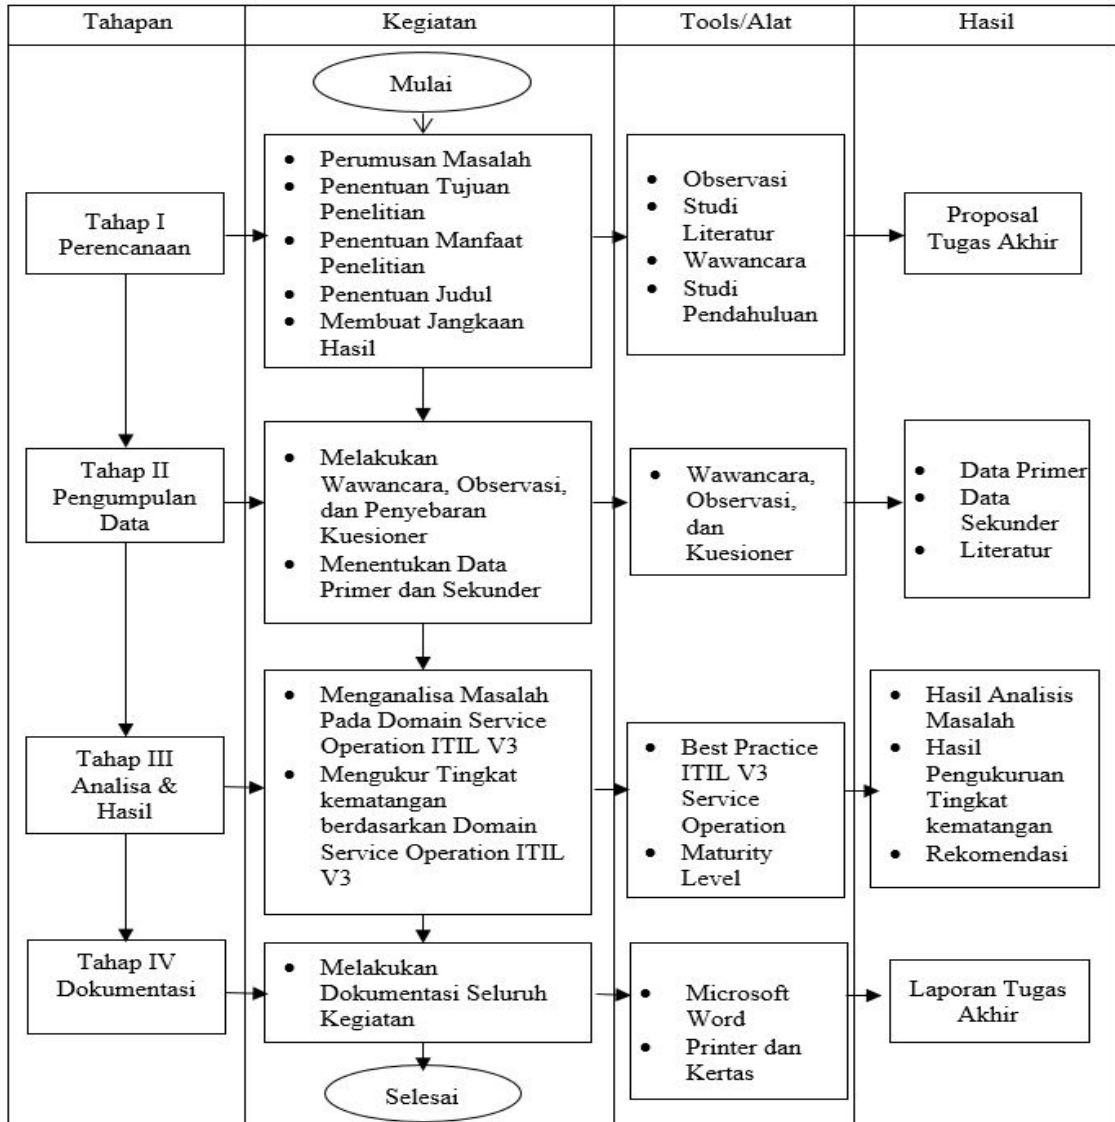 Tahapan
Kegiatan
Tools/Alat
Hasil
Mulai
Tahap I
Perencanaan
• Perumusan Masalah
• Penentuan Tujuan
Penelitian
• Penentuan Manfaat
Penelitian
• Penentuan Judul
• Membuat Jangkaan
Hasil
• Observasi
• Studi
Literatur
• Wawancara
• Studi
Pendahuluan
Proposal
Tugas Akhir
Tahap II
Pengumpulan
Data
• Melakukan
Wawancara, Observasi,
dan Penyebaran
Kuesioner
• Menentukan Data
Primer dan Sekunder
• Wawancara,
Observasi,
dan
Kuesioner
• Data Primer
• Data
Sekunder
• Literatur
Tahap III
Analisa &
Hasil
• Menganalisa Masalah
Pada Domain Service
Operation ITIL V3
• Mengukur Tingkat
kematangan
berdasarkan Domain
Service Operation ITIL
V3
• Best Practice
ITIL V3
Service
Operation
• Maturity
Level
• Hasil Analisis
Masalah
• Hasil
Pengukuruan
Tingkat
kematangan
• Rekomendasi
Tahap IV
Dokumentasi
• Melakukan
Dokumentasi Seluruh
Kegiatan
• Microsoft
Word
• Printer dan
Kertas
Laporan Tugas
Akhir
Selesai